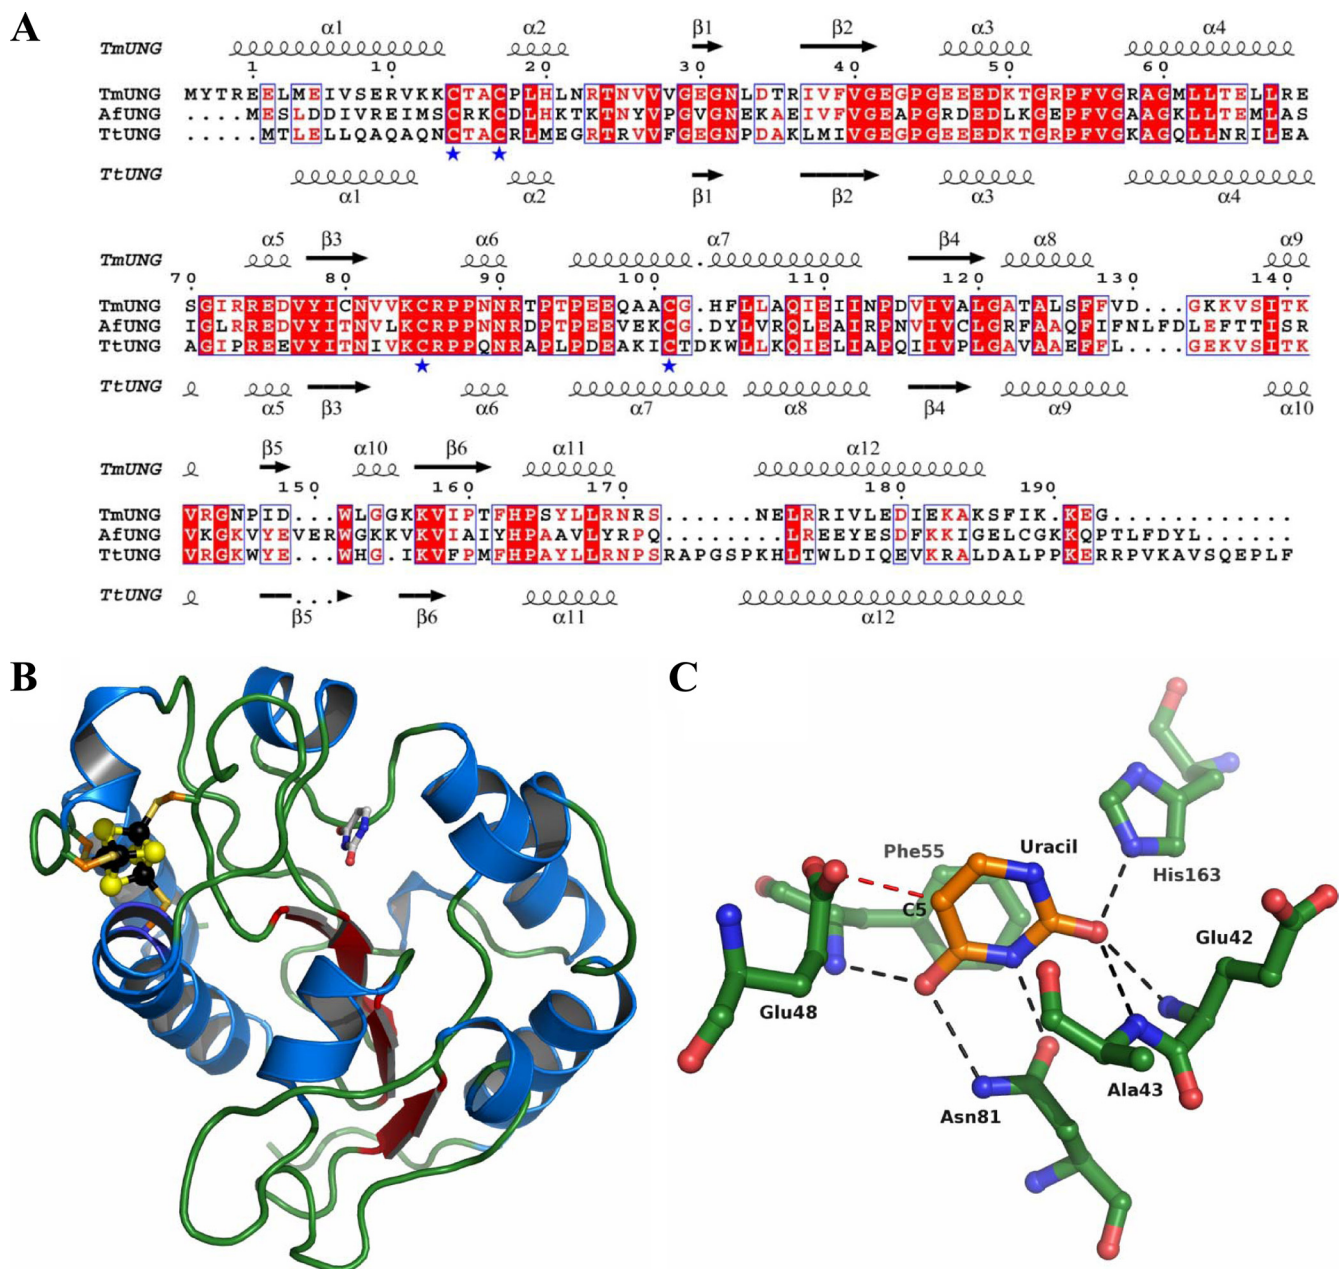 A
TmUNG α1 α2 β1 β2 α3 α4
1 10 20 30 40 50 60
TmUNG MYTREELMEIVSERVKKCTACPLHLNRTNVVVGEGNLDTRIVFVGEGPGEEEDKTGRPFVGRAGMLLTELLRE
AfUNG ....MESLDDIVREIMSCRKCDLHKTKTNYVPGVGNEKAEIVFVGEAPGRDEDLKGEPFVGAAGKLLTEMLAS
TtUNG .....MTLELLQAQAQNCTACRLMEGRTRVVFGEGNPDAKLMIVGEGPGEEEDKTGRPFVGKAGQLLNRILEA
TtUNG α1 α2 β1 β2 α3 α4
TmUNG α5 β3 α6 α7 β4 α8 α9
70 80 90 100 110 120 130 140
TmUNG SGIRREDVYICNVVKCRPPNNRTPTPEEQAACG.HFLLAQIEIINPDVIVALGATALSFFVD...GKKVSITK
AfUNG IGLRREDVYITNVLKCRPPNNRDPTPEEVEKCG.DYLVRQLEAIRPNVIVCLGRFAAQFIFNLFDLEFTTISR
TtUNG AGIPREEVYITNIVKCRPPQNRAPLPDEAKICTDKWLLKQIELIAPQIIVPLGAVAAEFFL....GEKVSITK
TtUNG α5 β3 α6 α7 α8 β4 α9 α10
TmUNG β5 α10 β6 α11 α12
150 160 170 180 190
TmUNG VRGNPID...WLGGKKVIPTFHPSYLLRNRS......NELRRIVLEDIEKAKSFIK.KEG............
AfUNG VKGKVYEVERWGKKVKVIAIYHPAAVLYRPQ........LREEYESDFKKIGELCGKKQPTLFDYL......
TtUNG VRGKWYE...WHG.IKVFPMFHPAYLLRNPSRAPGSPKHLTWLDIQEVKRALDALPPKERRPVKAVSQEPLF
TtUNG β5 β6 α11 α12
B
C
Phe55
Uracil
His163
C5
Glu42
Glu48
Ala43
Asn81